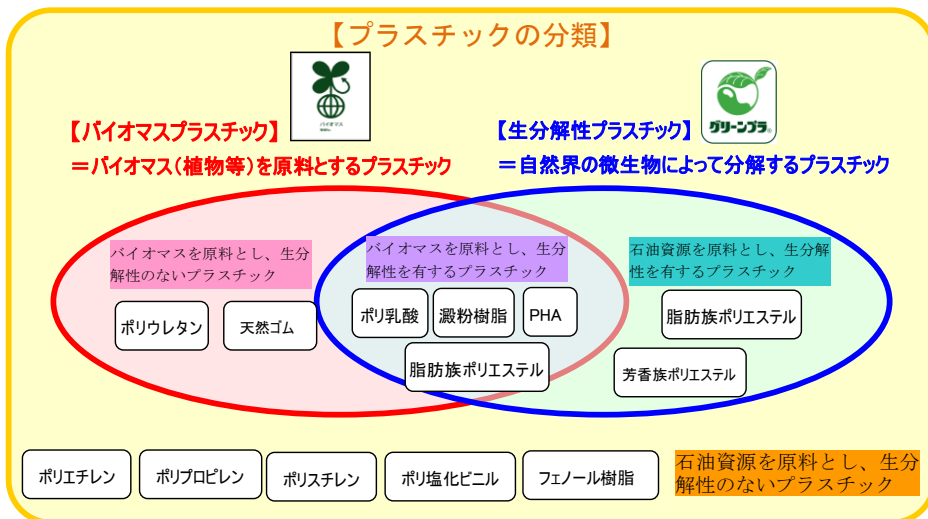 【プラスチックの分類】
バイオマス
グリーンプラ®
【バイオマスプラスチック】
=バイオマス(植物等)を原料とするプラスチック
【生分解性プラスチック】
=自然界の微生物によって分解するプラスチック
バイオマスを原料とし、生分
解性のないプラスチック
バイオマスを原料とし、生分
解性を有するプラスチック
石油資源を原料とし、生分解
性を有するプラスチック
ポリウレタン
天然ゴム
ポリ乳酸
澱粉樹脂
PHA
脂肪族ポリエステル
脂肪族ポリエステル
芳香族ポリエステル
ポリエチレン
ポリプロピレン
ポリスチレン
ポリ塩化ビニル
フェノール樹脂
石油資源を原料とし、生分
解性のないプラスチック